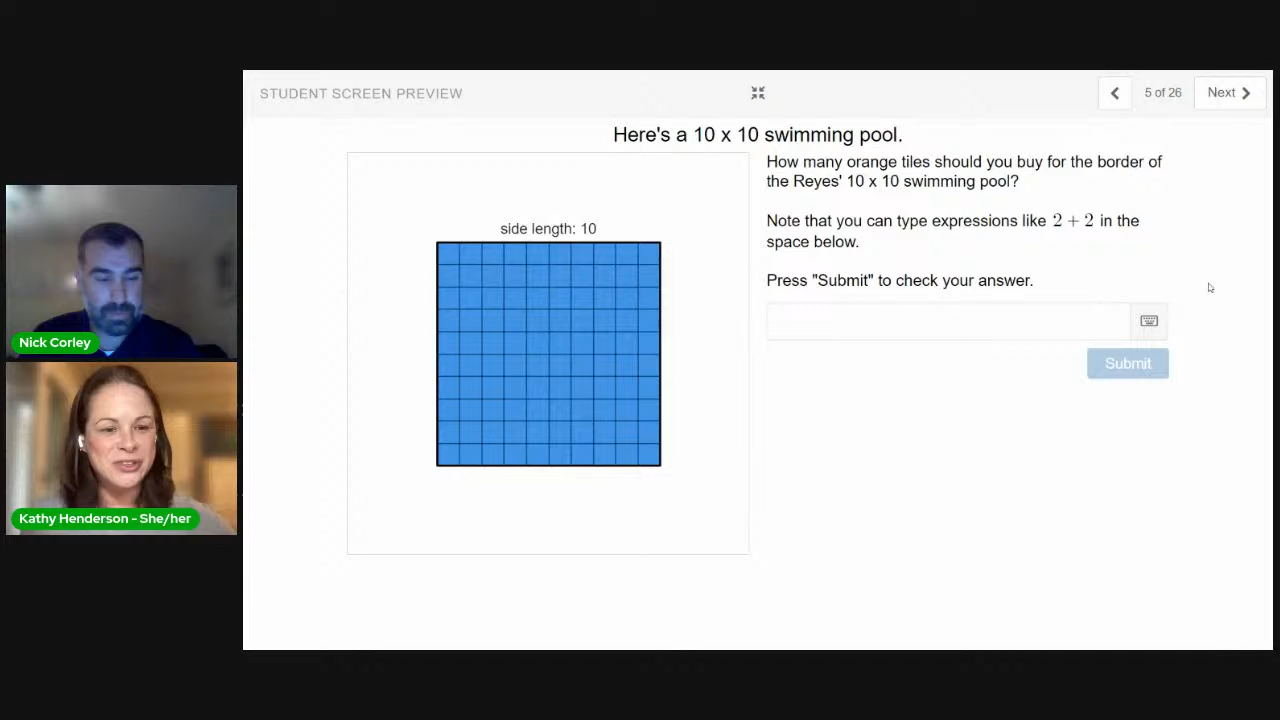 STUDENT SCREEN PREVIEW
5 of 26
Next
Here's a 10 x 10 swimming pool.
side length: 10
How many orange tiles should you buy for the border of
the Reyes' 10 x 10 swimming pool?
Note that you can type expressions like 2 + 2 in the
space below.
Press "Submit" to check your answer.
Submit
Nick Corley
Kathy Henderson - She/her